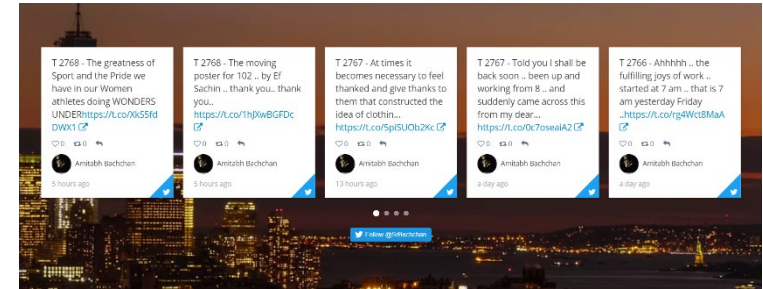 T 2768 - The greatness of
Sport and the Pride we
have in our Women
athletes doing WONDERS
UNDERhttps://t.co/XkS5fd
DWX1
0 0
Amitabh Bachchan
5 hours ago
T 2768 - The moving
poster for 102 .. by Ef
Sachin .. thank you.. thank
you..
https://t.co/1hJXwBGFDc
0 0
Amitabh Bachchan
5 hours ago
T 2767 - At times it
becomes necessary to feel
thanked and give thanks to
them that constructed the
idea of clothin...
https://t.co/5piSUOb2Kc
0 0
Amitabh Bachchan
13 hours ago
T 2767 - Told you I shall be
back soon .. been up and
working from 8 .. and
suddenly came across this
from my dear...
https://t.co/0c7oseaiA2
0 0
Amitabh Bachchan
a day ago
T 2766 - Ahhhhh .. the
fulfilling joys of work ..
started at 7 am .. that is 7
am yesterday Friday
..https://t.co/rg4Wct8MaA
0 0
Amitabh Bachchan
a day ago
Follow @SrBachchan